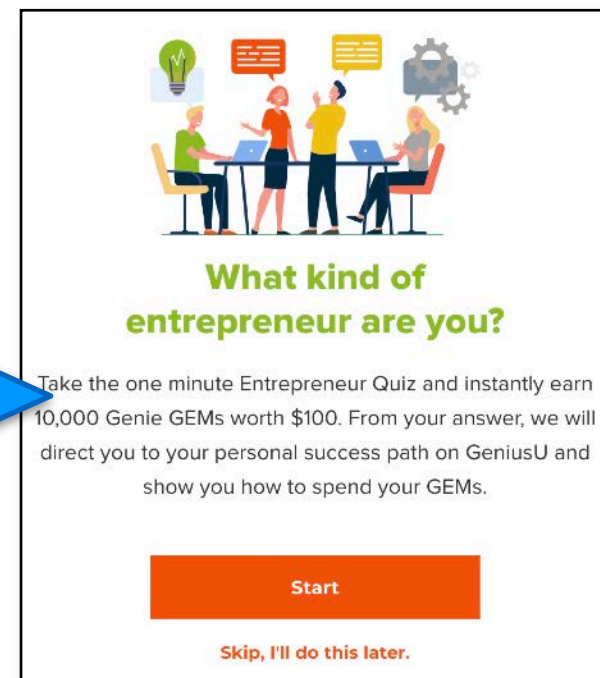 What kind of
entrepreneur are you?
Take the one minute Entrepreneur Quiz and instantly earn
10,000 Genie GEMs worth $100. From your answer, we will
direct you to your personal success path on GeniusU and
show you how to spend your GEMs.
Start
Skip, I'll do this later.